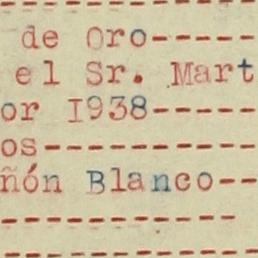 -----------
de Oro-----
el Sr. Mart
or 1938-----
os----------
ñón Blanco--
-----------
------------